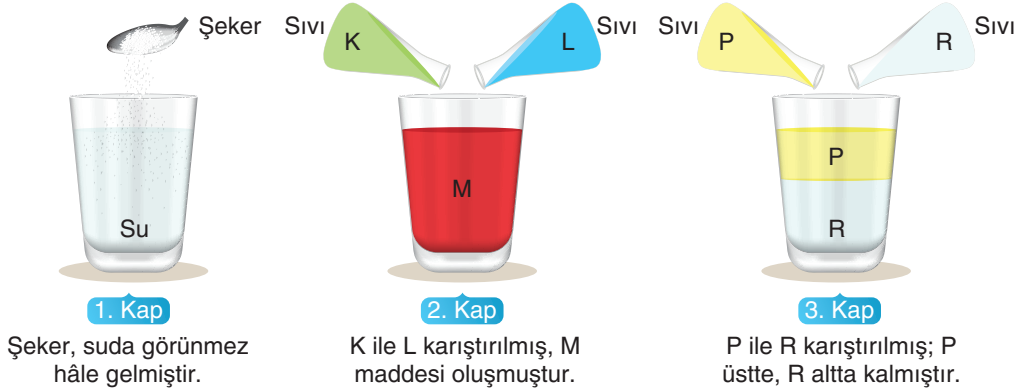 Şeker
Su
1. Kap
Şeker, suda görünmez
hâle gelmiştir.
Sıvı K L Sıvı
M
2. Kap
K ile L karıştırılmış, M
maddesi oluşmuştur.
Sıvı P R Sıvı
P
R
3. Kap
P ile R karıştırılmış; P
üstte, R altta kalmıştır.